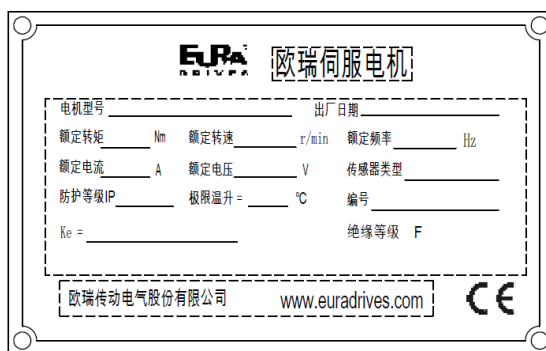 EURA DRIVES 欧瑞伺服电机
电机型号 出厂日期
额定转矩 Nm 额定转速 r/min 额定频率 Hz
额定电流 A 额定电压 V 传感器类型
防护等级IP 极限温升 = ℃ 编号
Ke = 绝缘等级 F
欧瑞传动电气股份有限公司 www.euradrives.com CE